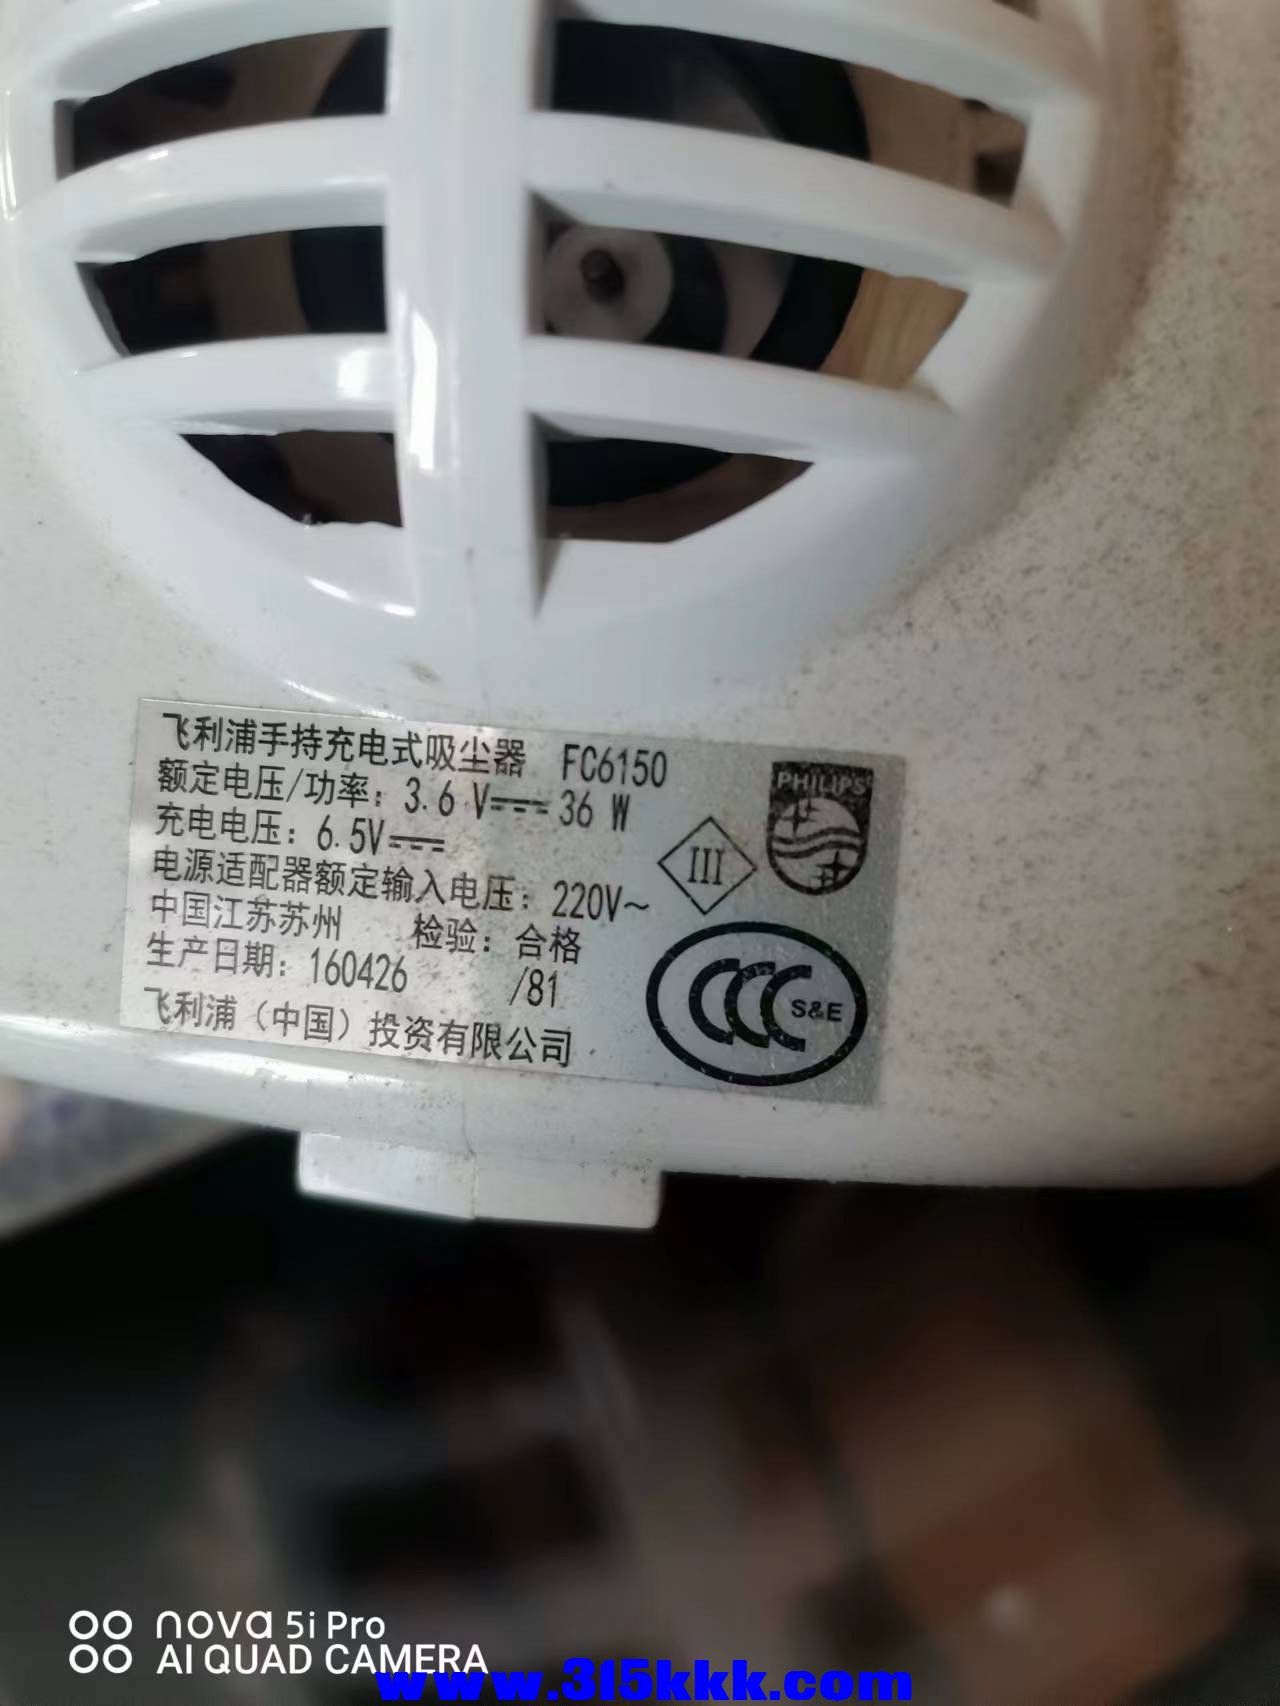 飞利浦手持充电式吸尘器 FC6150
额定电压/功率: 3.6 V⎓ 36 W
充电电压: 6.5V⎓
电源适配器额定输入电压: 220V~
中国江苏苏州 检验: 合格
生产日期: 160426 /81
飞利浦（中国）投资有限公司
III
PHILIPS
CCC S&E
nova 5i Pro
AI QUAD CAMERA
www.315kkk.com